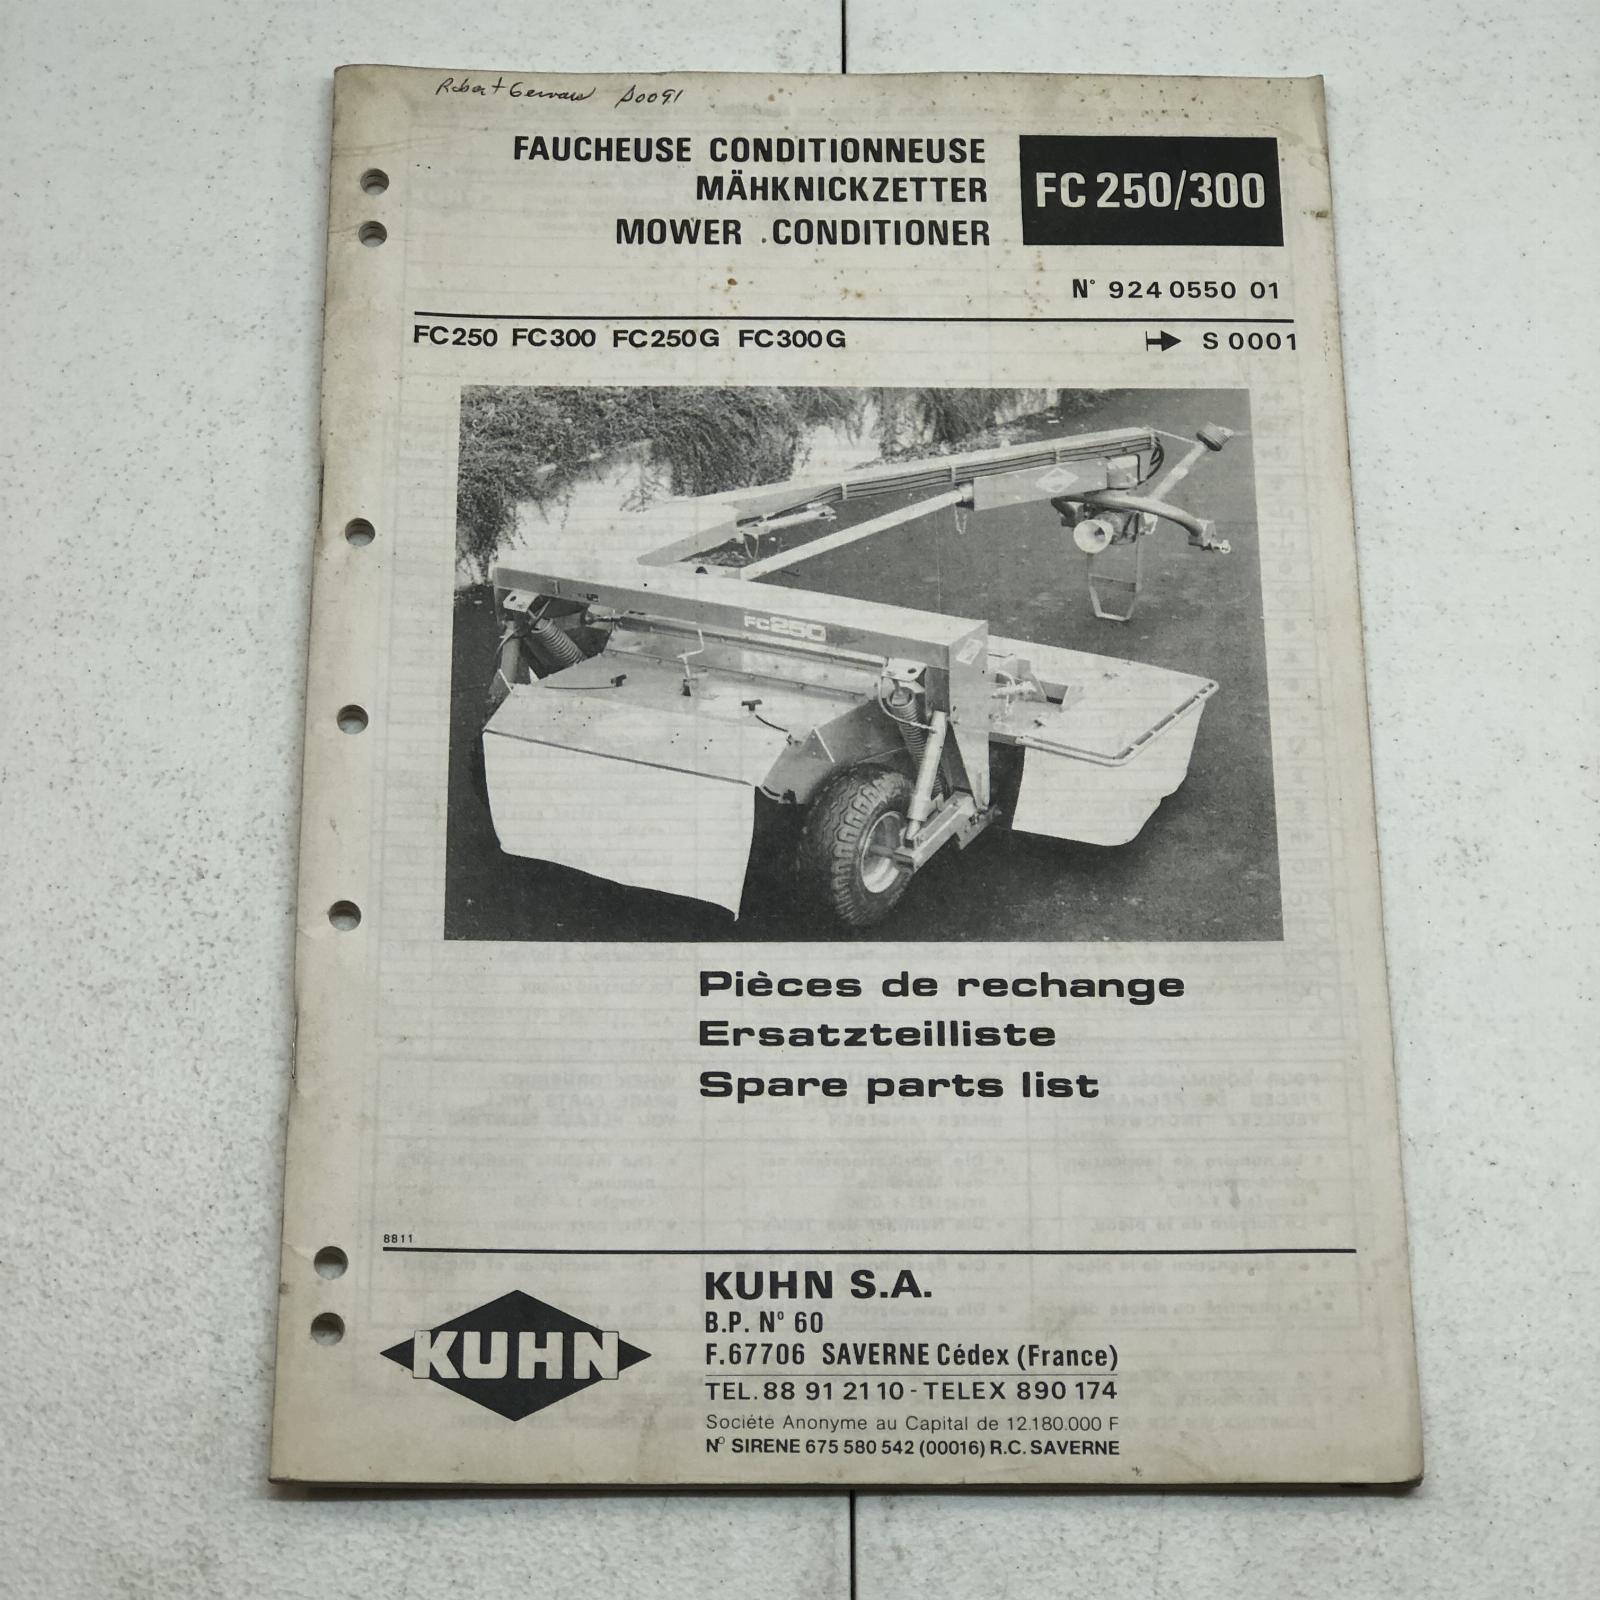 Robert Gervais S0091
FAUCHEUSE CONDITIONNEUSE
MÄHKNICKZETTER
MOWER .CONDITIONER
FC 250/300
N° 924 0550 01
FC250 FC300 FC250G FC300G
S 0001
FC250
Pièces de rechange
Ersatzteilliste
Spare parts list
8811
KUHN
KUHN S.A.
B.P. N° 60
F.67706 SAVERNE Cédex (France)
TEL. 88 91 21 10 - TELEX 890 174
Société Anonyme au Capital de 12.180.000 F
N° SIRENE 675 580 542 (00016) R.C. SAVERNE